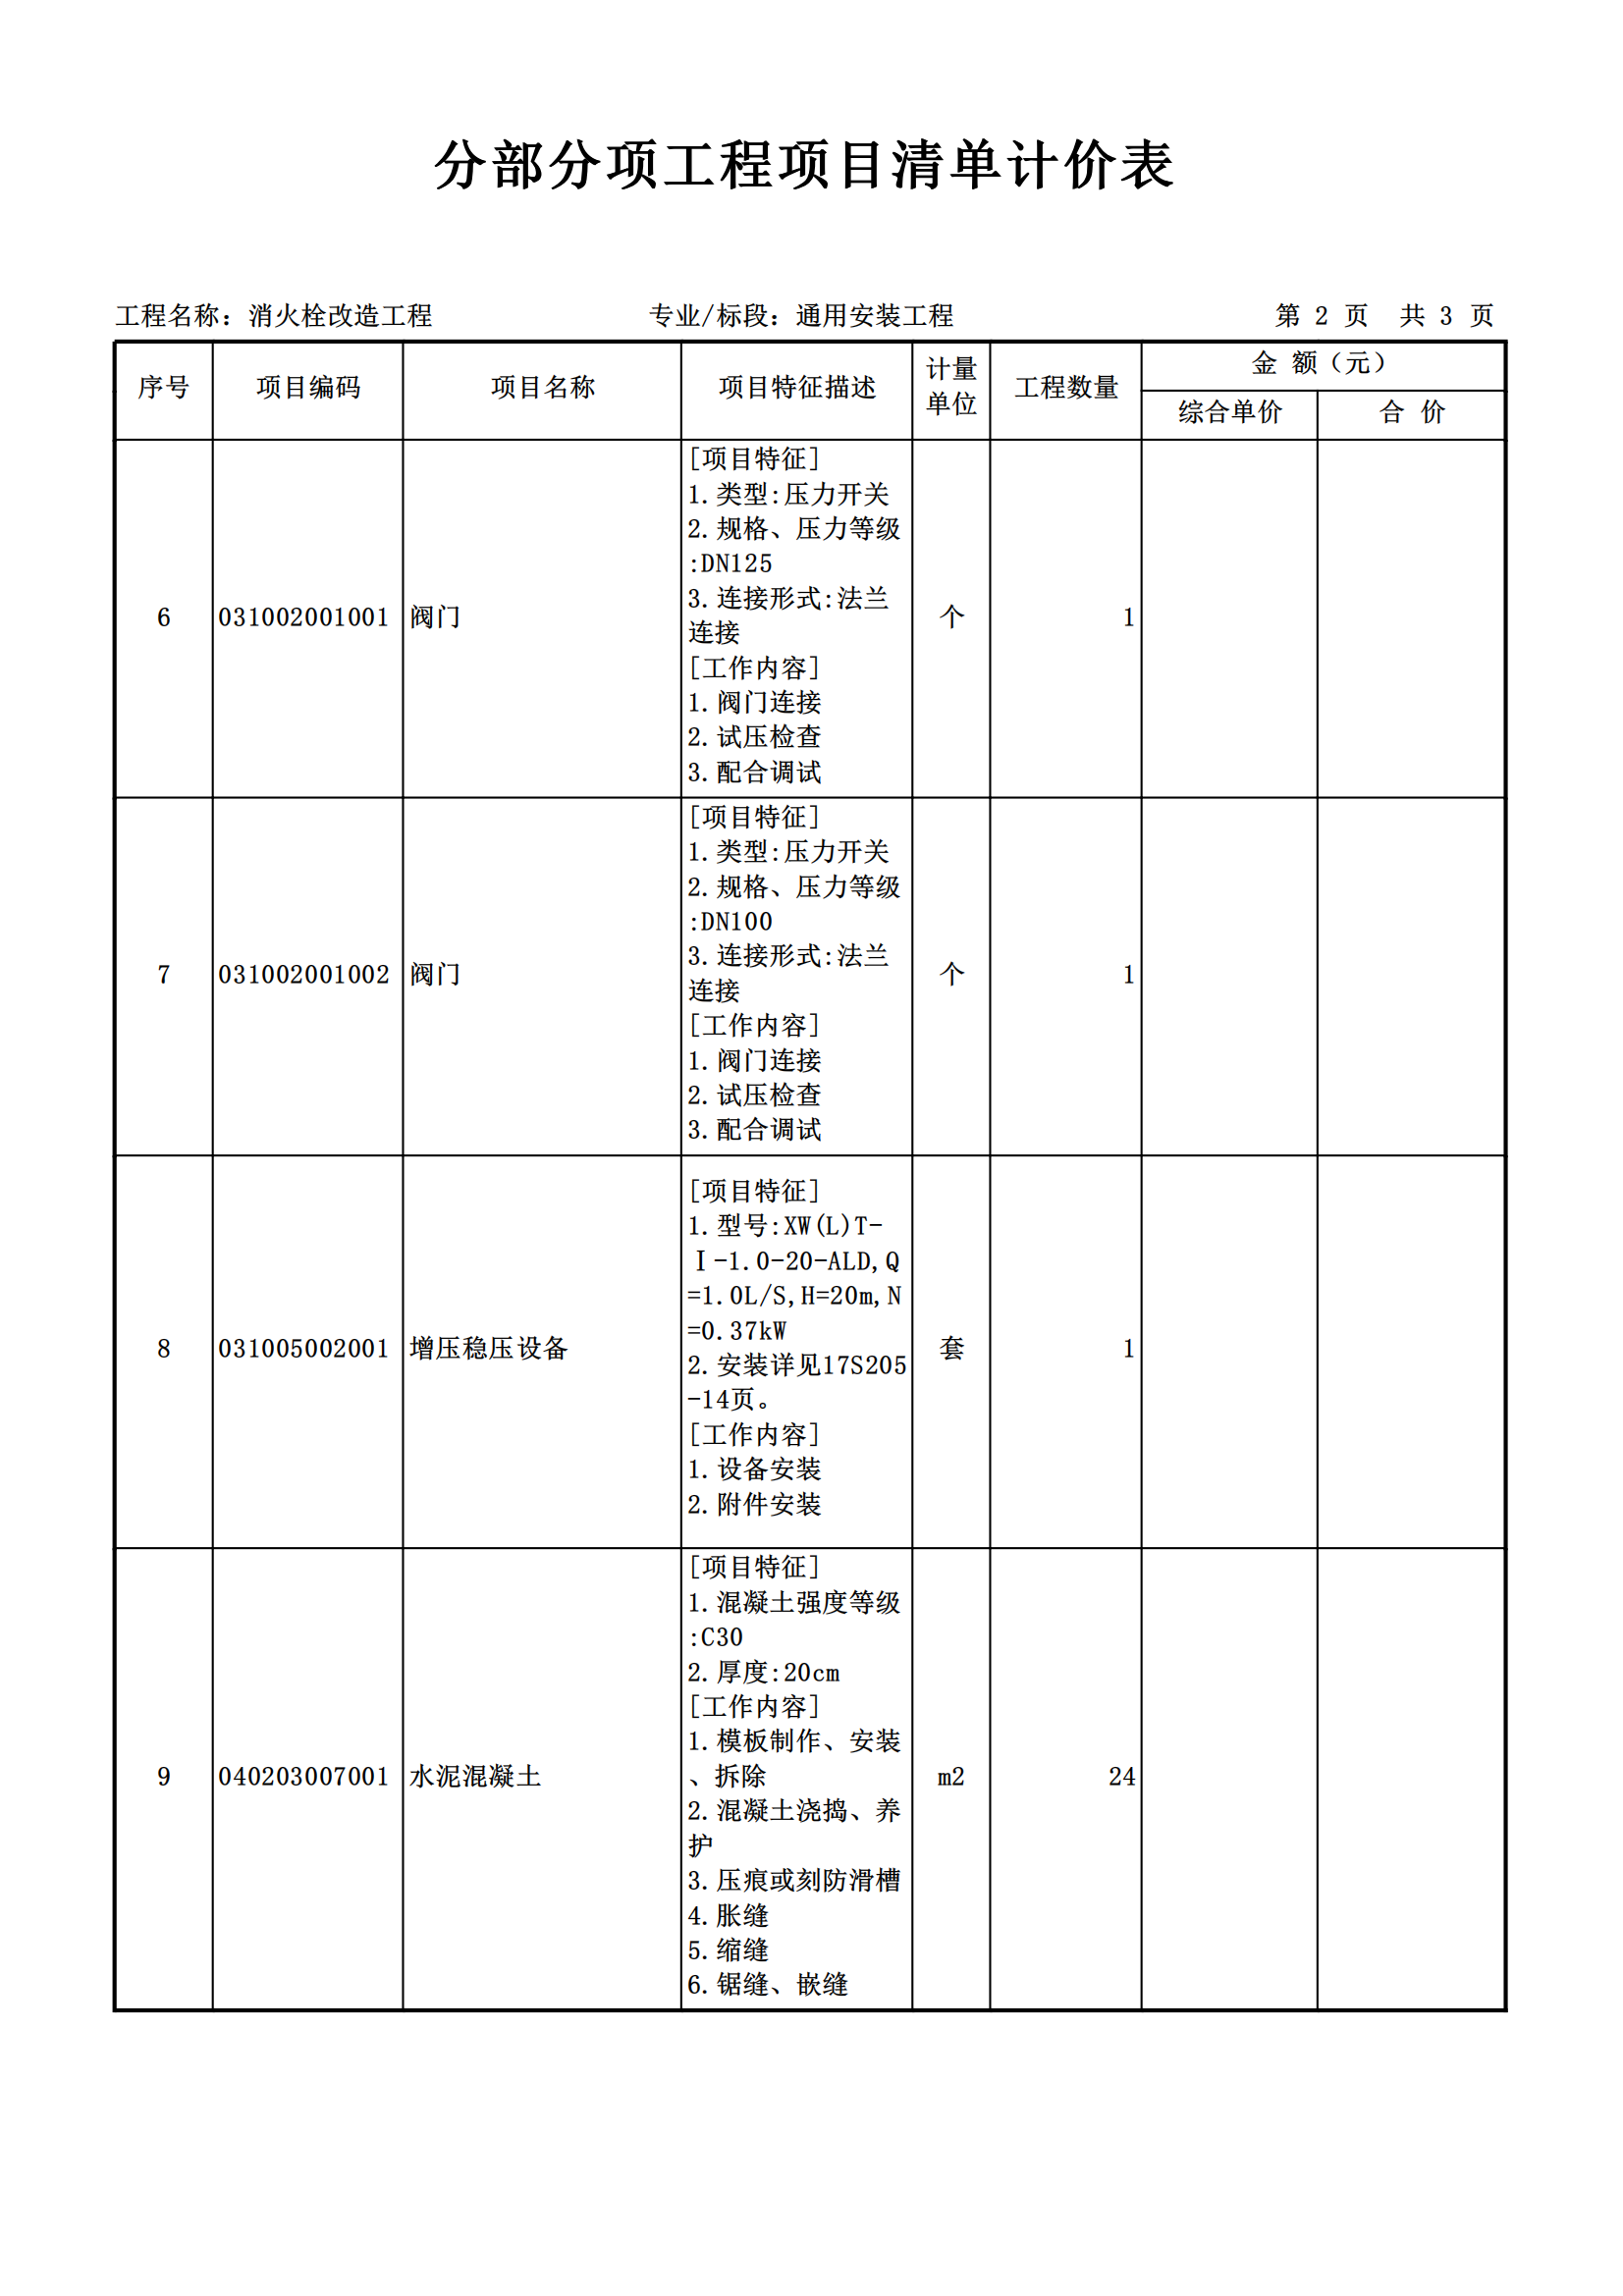 分部分项工程项目清单计价表
工程名称：消火栓改造工程 专业/标段：通用安装工程 第 2 页 共 3 页
序号 项目编码 项目名称 项目特征描述 计量单位 工程数量 金 额（元）
综合单价 合 价
6 031002001001 阀门 个 1
[项目特征]
1.类型:压力开关
2.规格、压力等级
:DN125
3.连接形式:法兰
连接
[工作内容]
1.阀门连接
2.试压检查
3.配合调试
7 031002001002 阀门 个 1
[项目特征]
1.类型:压力开关
2.规格、压力等级
:DN100
3.连接形式:法兰
连接
[工作内容]
1.阀门连接
2.试压检查
3.配合调试
8 031005002001 增压稳压设备 套 1
[项目特征]
1.型号:XW(L)T-
Ⅰ-1.0-20-ALD,Q
=1.0L/S,H=20m,N
=0.37kW
2.安装详见17S205
-14页。
[工作内容]
1.设备安装
2.附件安装
9 040203007001 水泥混凝土 m2 24
[项目特征]
1.混凝土强度等级
:C30
2.厚度:20cm
[工作内容]
1.模板制作、安装
、拆除
2.混凝土浇捣、养
护
3.压痕或刻防滑槽
4.胀缝
5.缩缝
6.锯缝、嵌缝